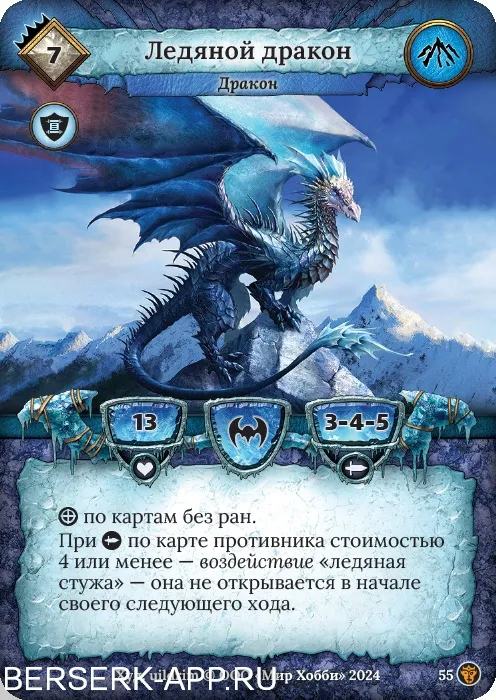 7
Ледяной дракон
Дракон
13
3-4-5
по картам без ран.
При по карте противника стоимостью
4 или менее — воздействие «ледяная
стужа» — она не открывается в начале
своего следующего хода.
© ООО «Мир Хобби» 2024
55
BERSERK-APP.RU